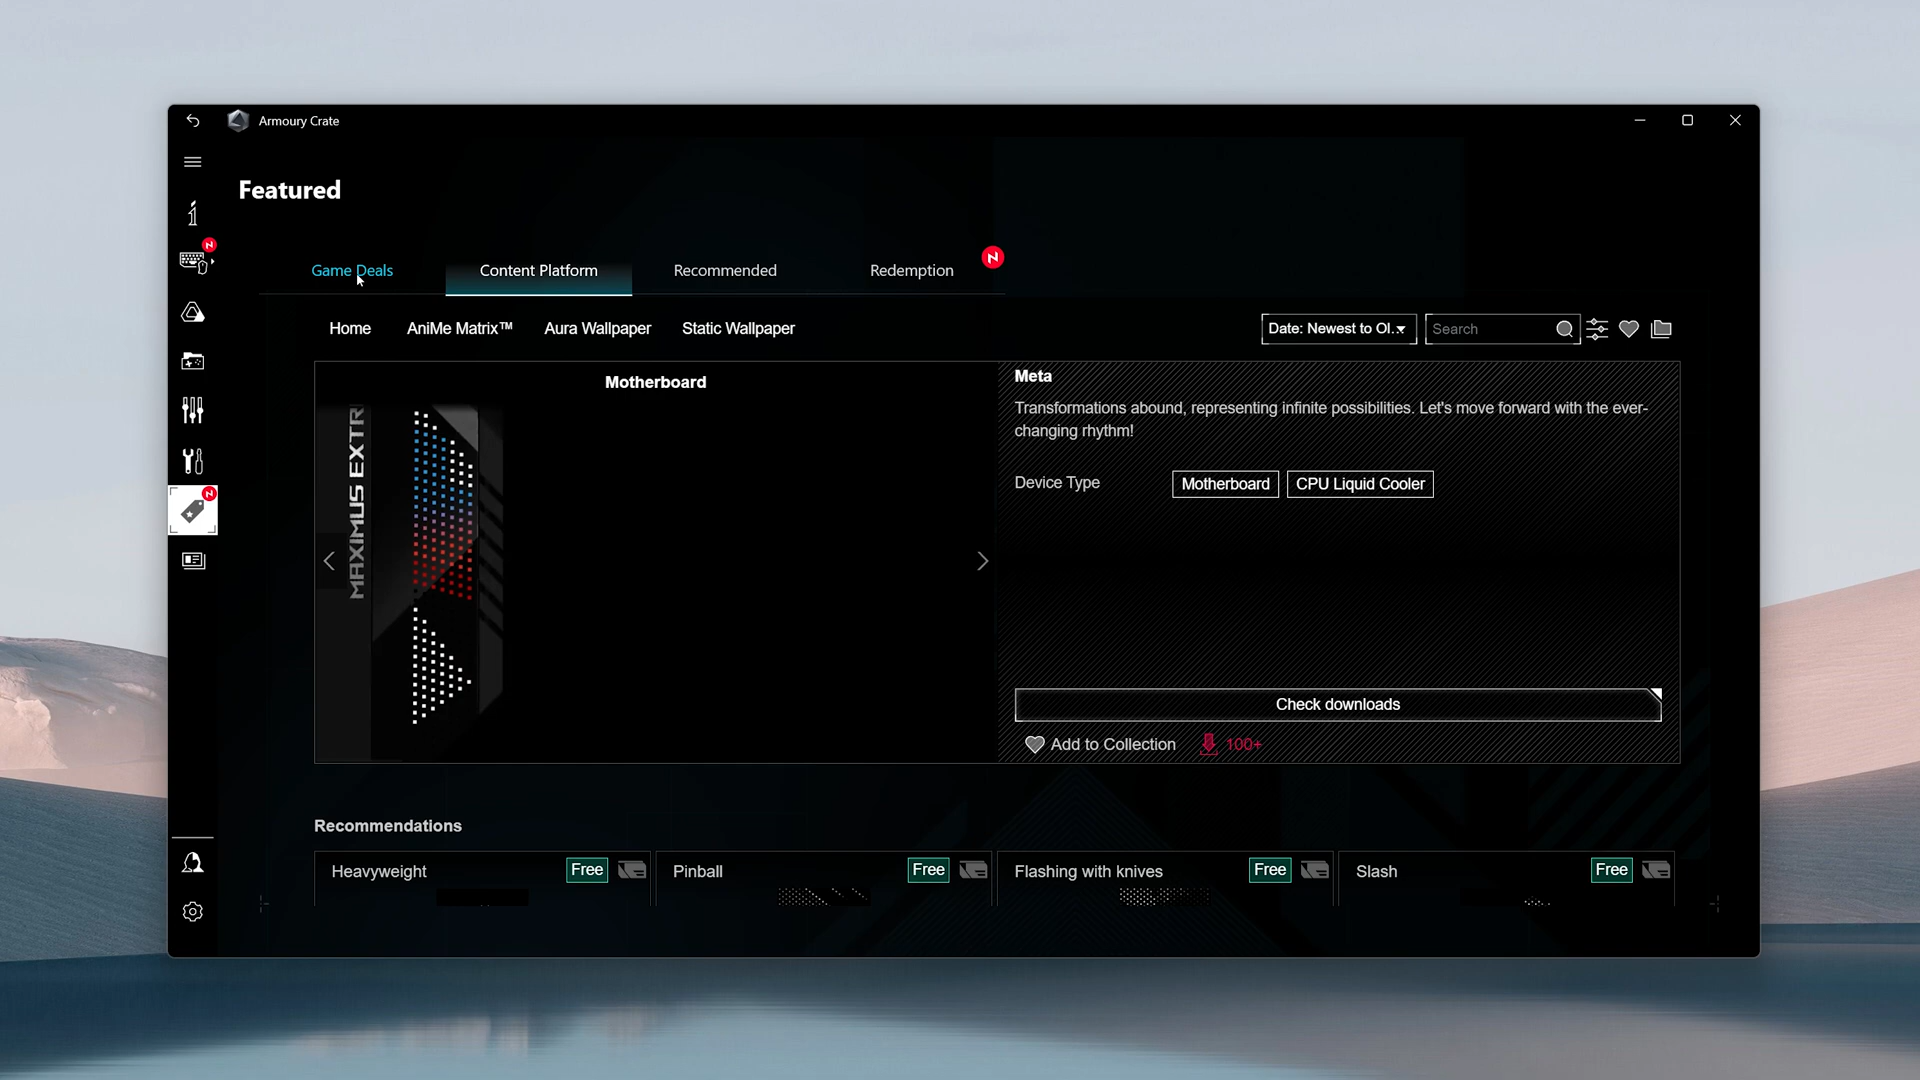 Armoury Crate
Featured
Game Deals
Content Platform
Recommended
Redemption
N
Home
AniMe Matrix™
Aura Wallpaper
Static Wallpaper
Date: Newest to Ol..
Search
Motherboard
MAXIMUS EXTR
Meta
Transformations abound, representing infinite possibilities. Let's move forward with the ever-
changing rhythm!
Device Type
Motherboard
CPU Liquid Cooler
Check downloads
Add to Collection
100+
Recommendations
Heavyweight
Free
Pinball
Free
Flashing with knives
Free
Slash
Free